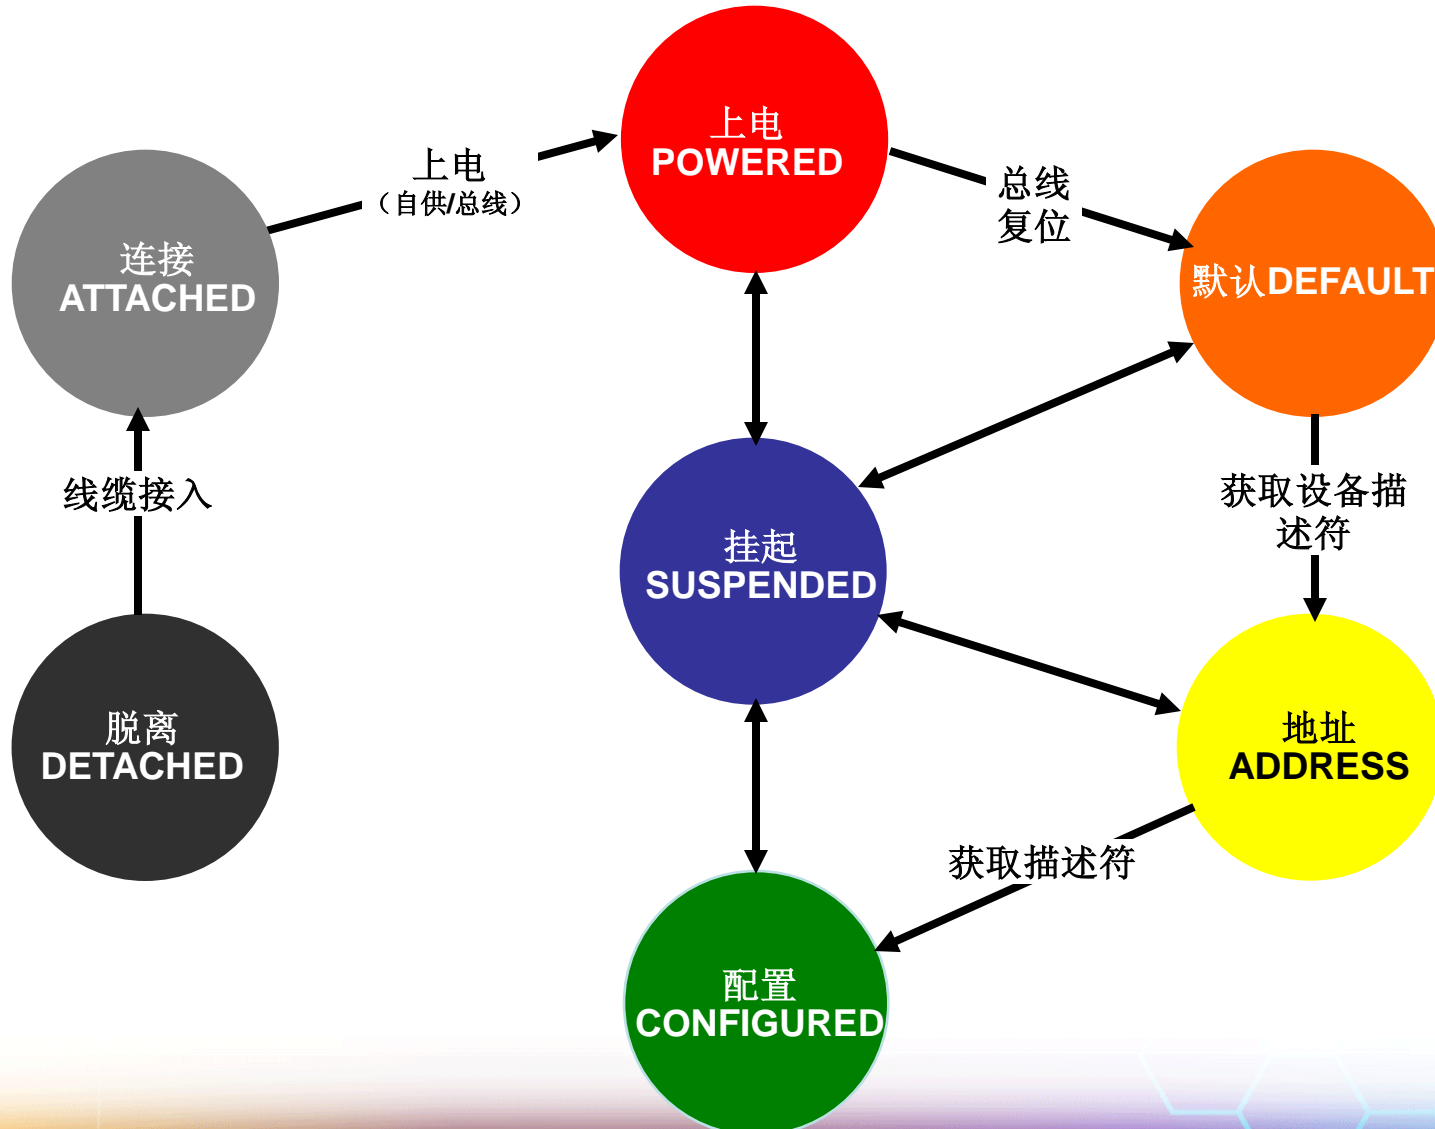 上电
POWERED
上电
（自供/总线）
总线
复位
连接
ATTACHED
默认DEFAULT
线缆接入
获取设备描
述符
挂起
SUSPENDED
脱离
DETACHED
地址
ADDRESS
获取描述符
配置
CONFIGURED